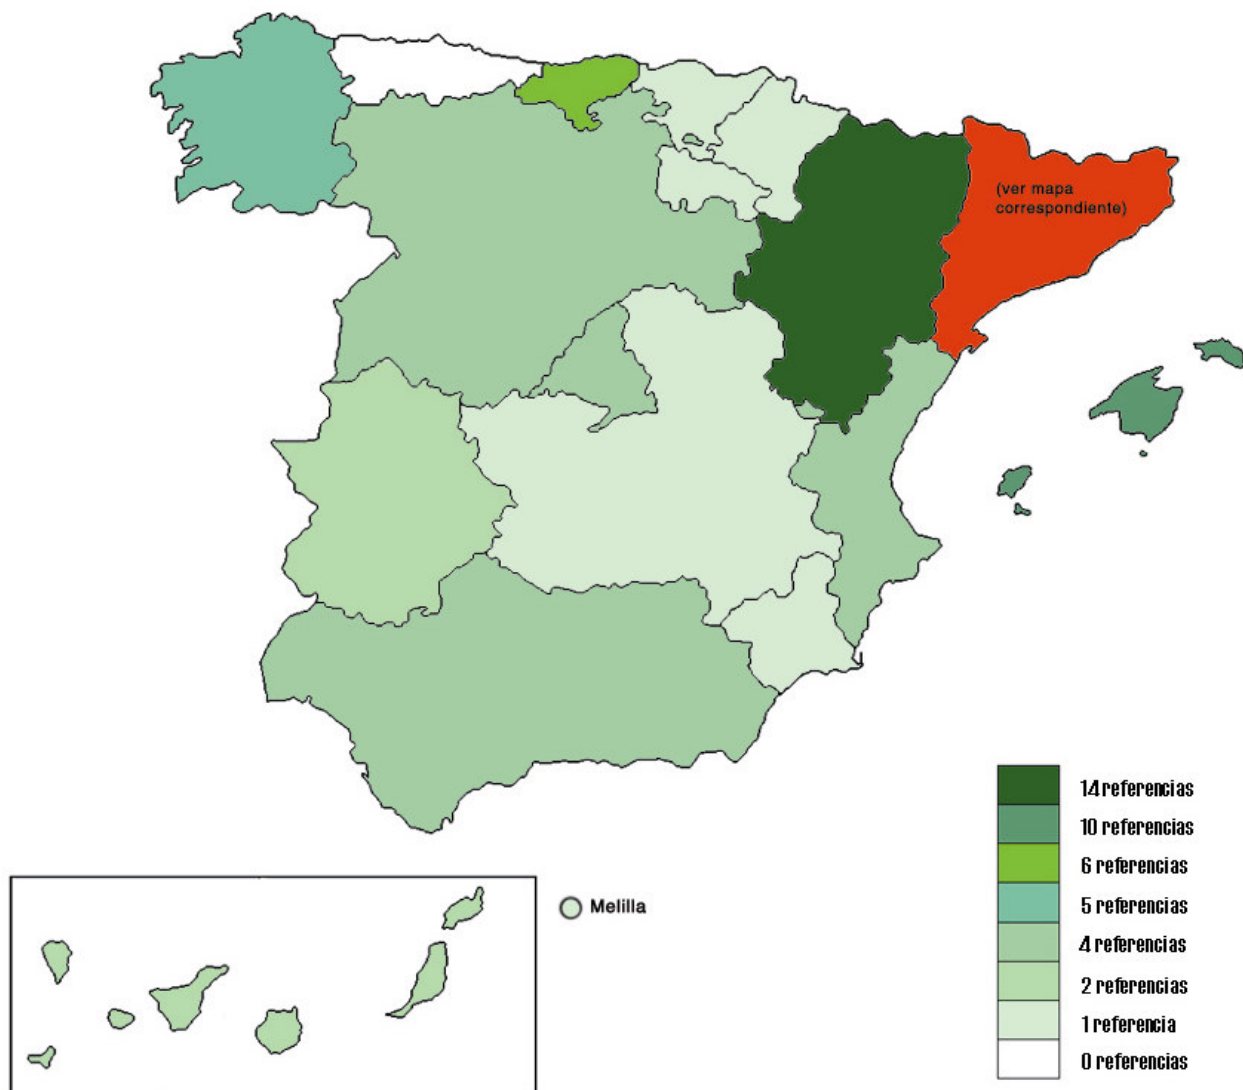 (ver mapa
correspondiente)
14 referencias
10 referencias
6 referencias
Melilla
5 referencias
4 referencias
2 referencias
1 referencia
0 referencias